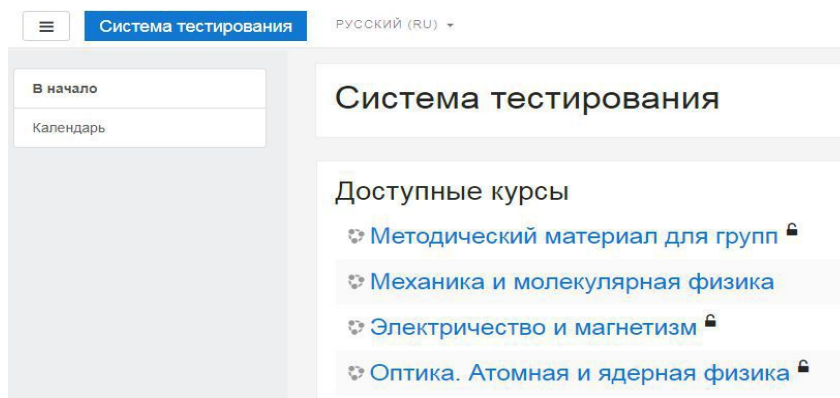 Система тестирования РУССКИЙ (RU)
В начало
Календарь
Система тестирования
Доступные курсы
Методический материал для групп
Механика и молекулярная физика
Электричество и магнетизм
Оптика. Атомная и ядерная физика